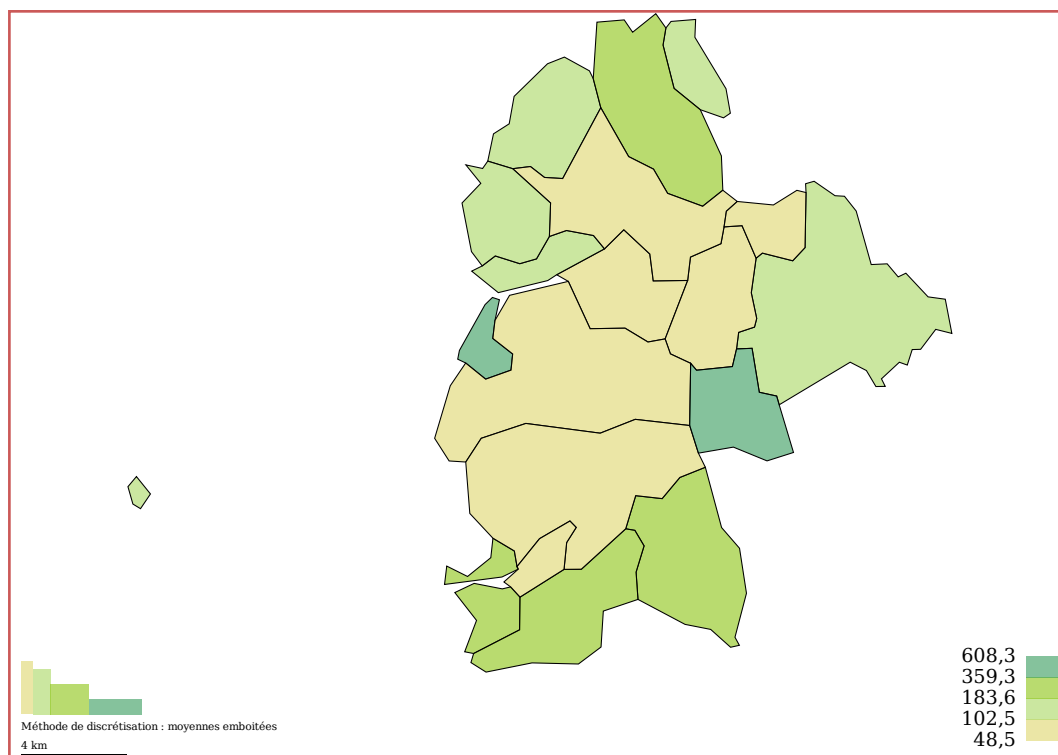 608,3
359,3
183,6
102,5
48,5
Méthode de discrétisation : moyennes emboitées
4 km